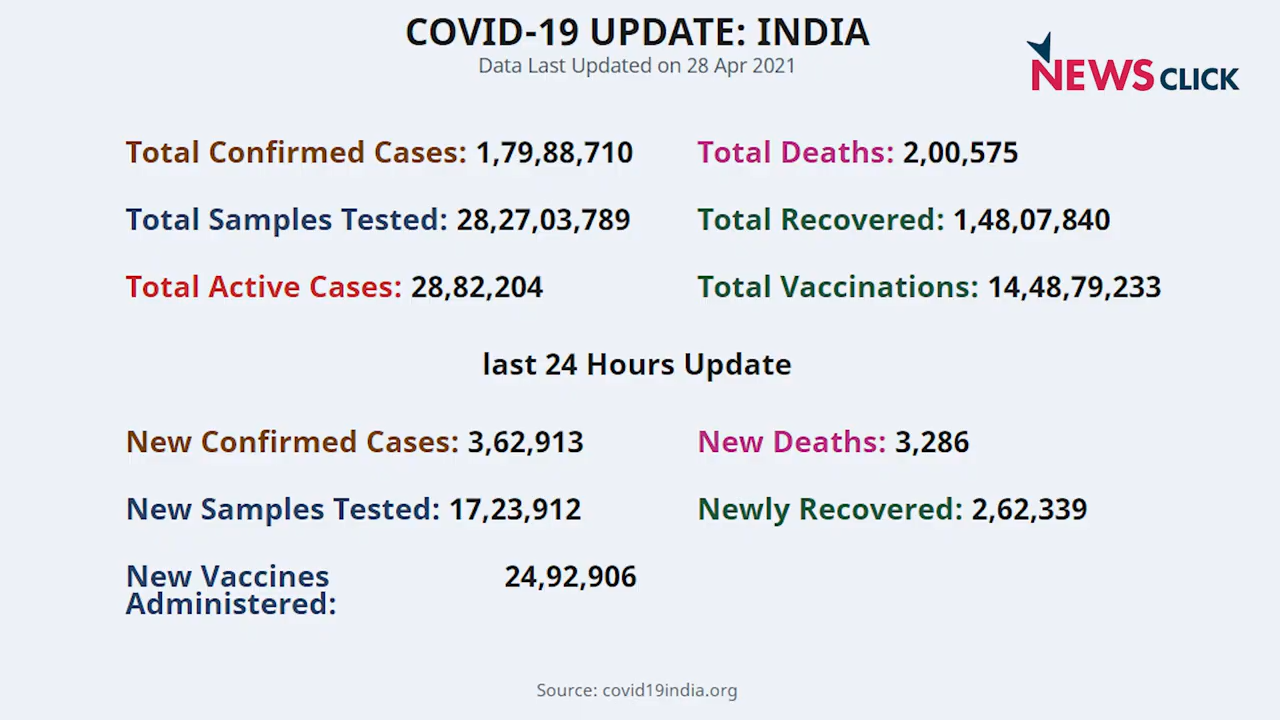 COVID-19 UPDATE: INDIA
Data Last Updated on 28 Apr 2021
NEWS CLICK
Total Confirmed Cases: 1,79,88,710
Total Deaths: 2,00,575
Total Samples Tested: 28,27,03,789
Total Recovered: 1,48,07,840
Total Active Cases: 28,82,204
Total Vaccinations: 14,48,79,233
last 24 Hours Update
New Confirmed Cases: 3,62,913
New Deaths: 3,286
New Samples Tested: 17,23,912
Newly Recovered: 2,62,339
New Vaccines 24,92,906
Administered:
Source: covid19india.org